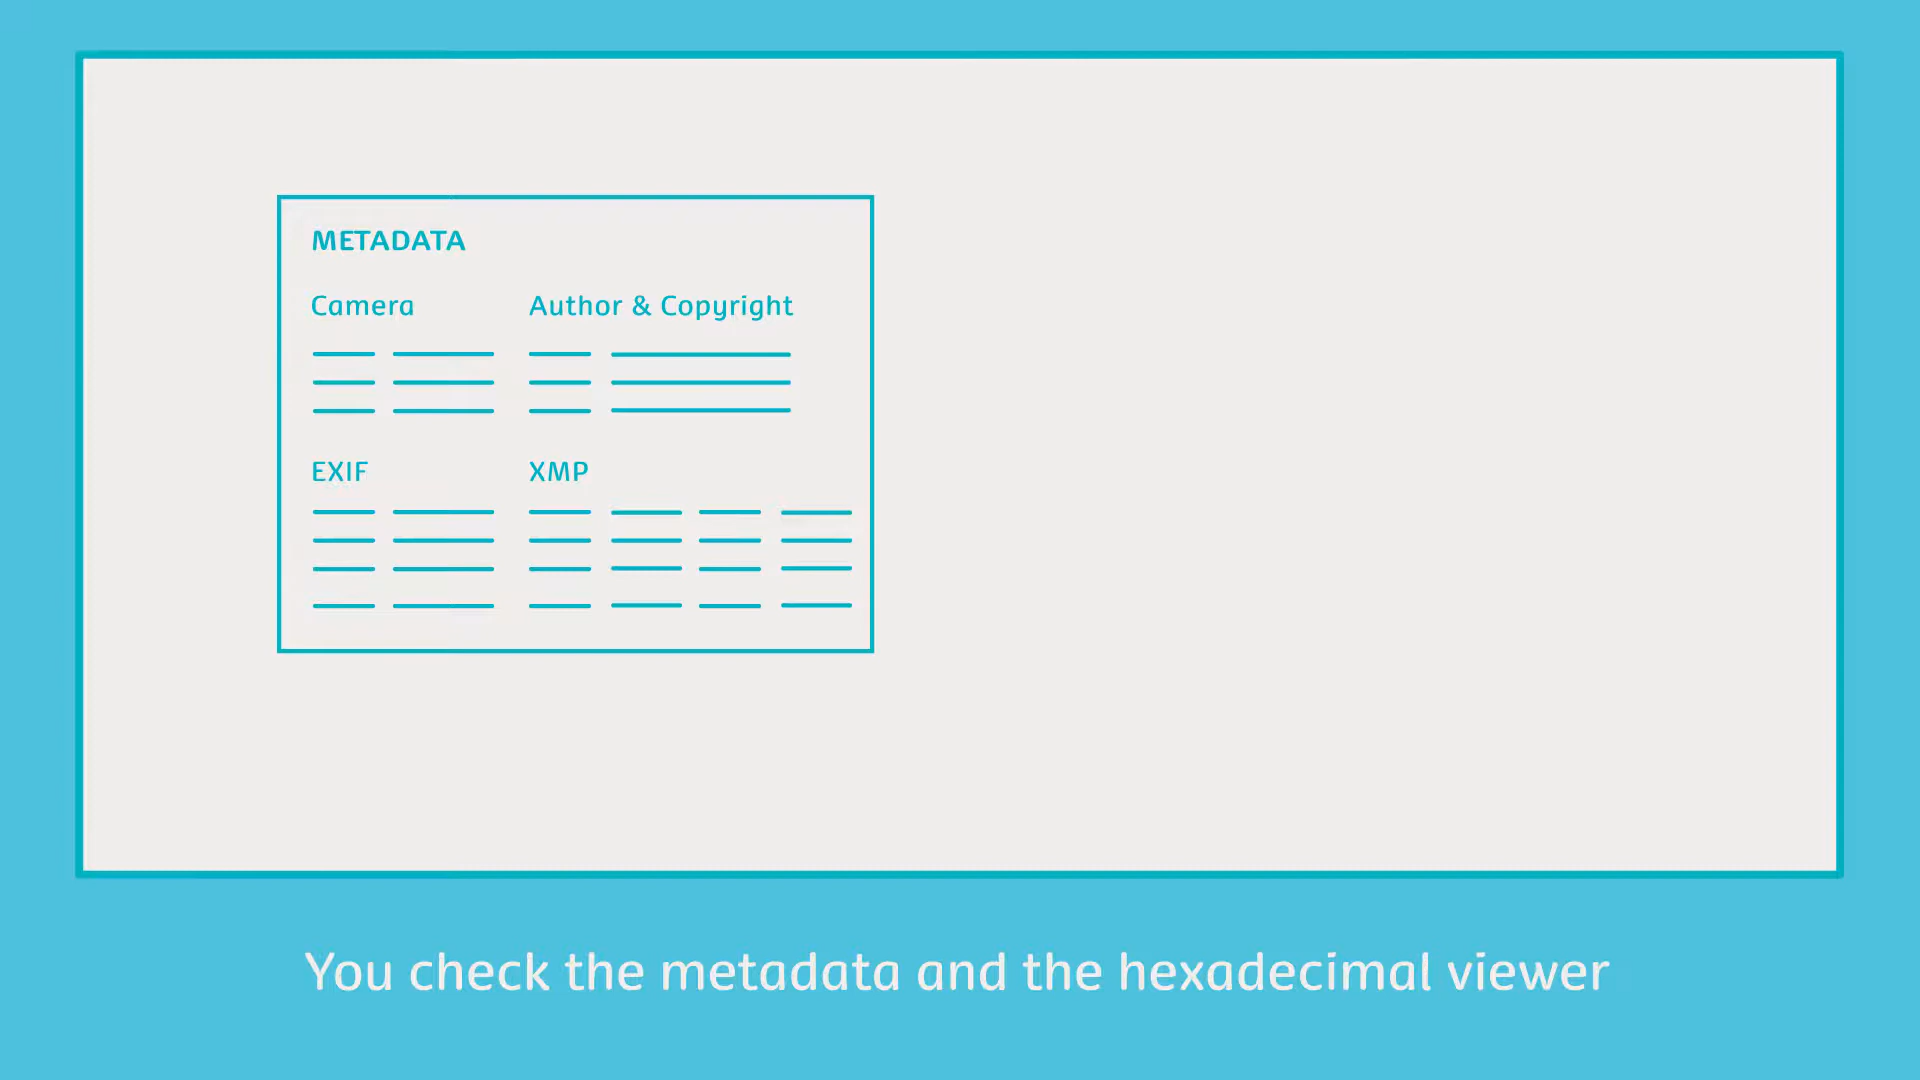 METADATA
Camera
Author & Copyright
EXIF
XMP
You check the metadata and the hexadecimal viewer